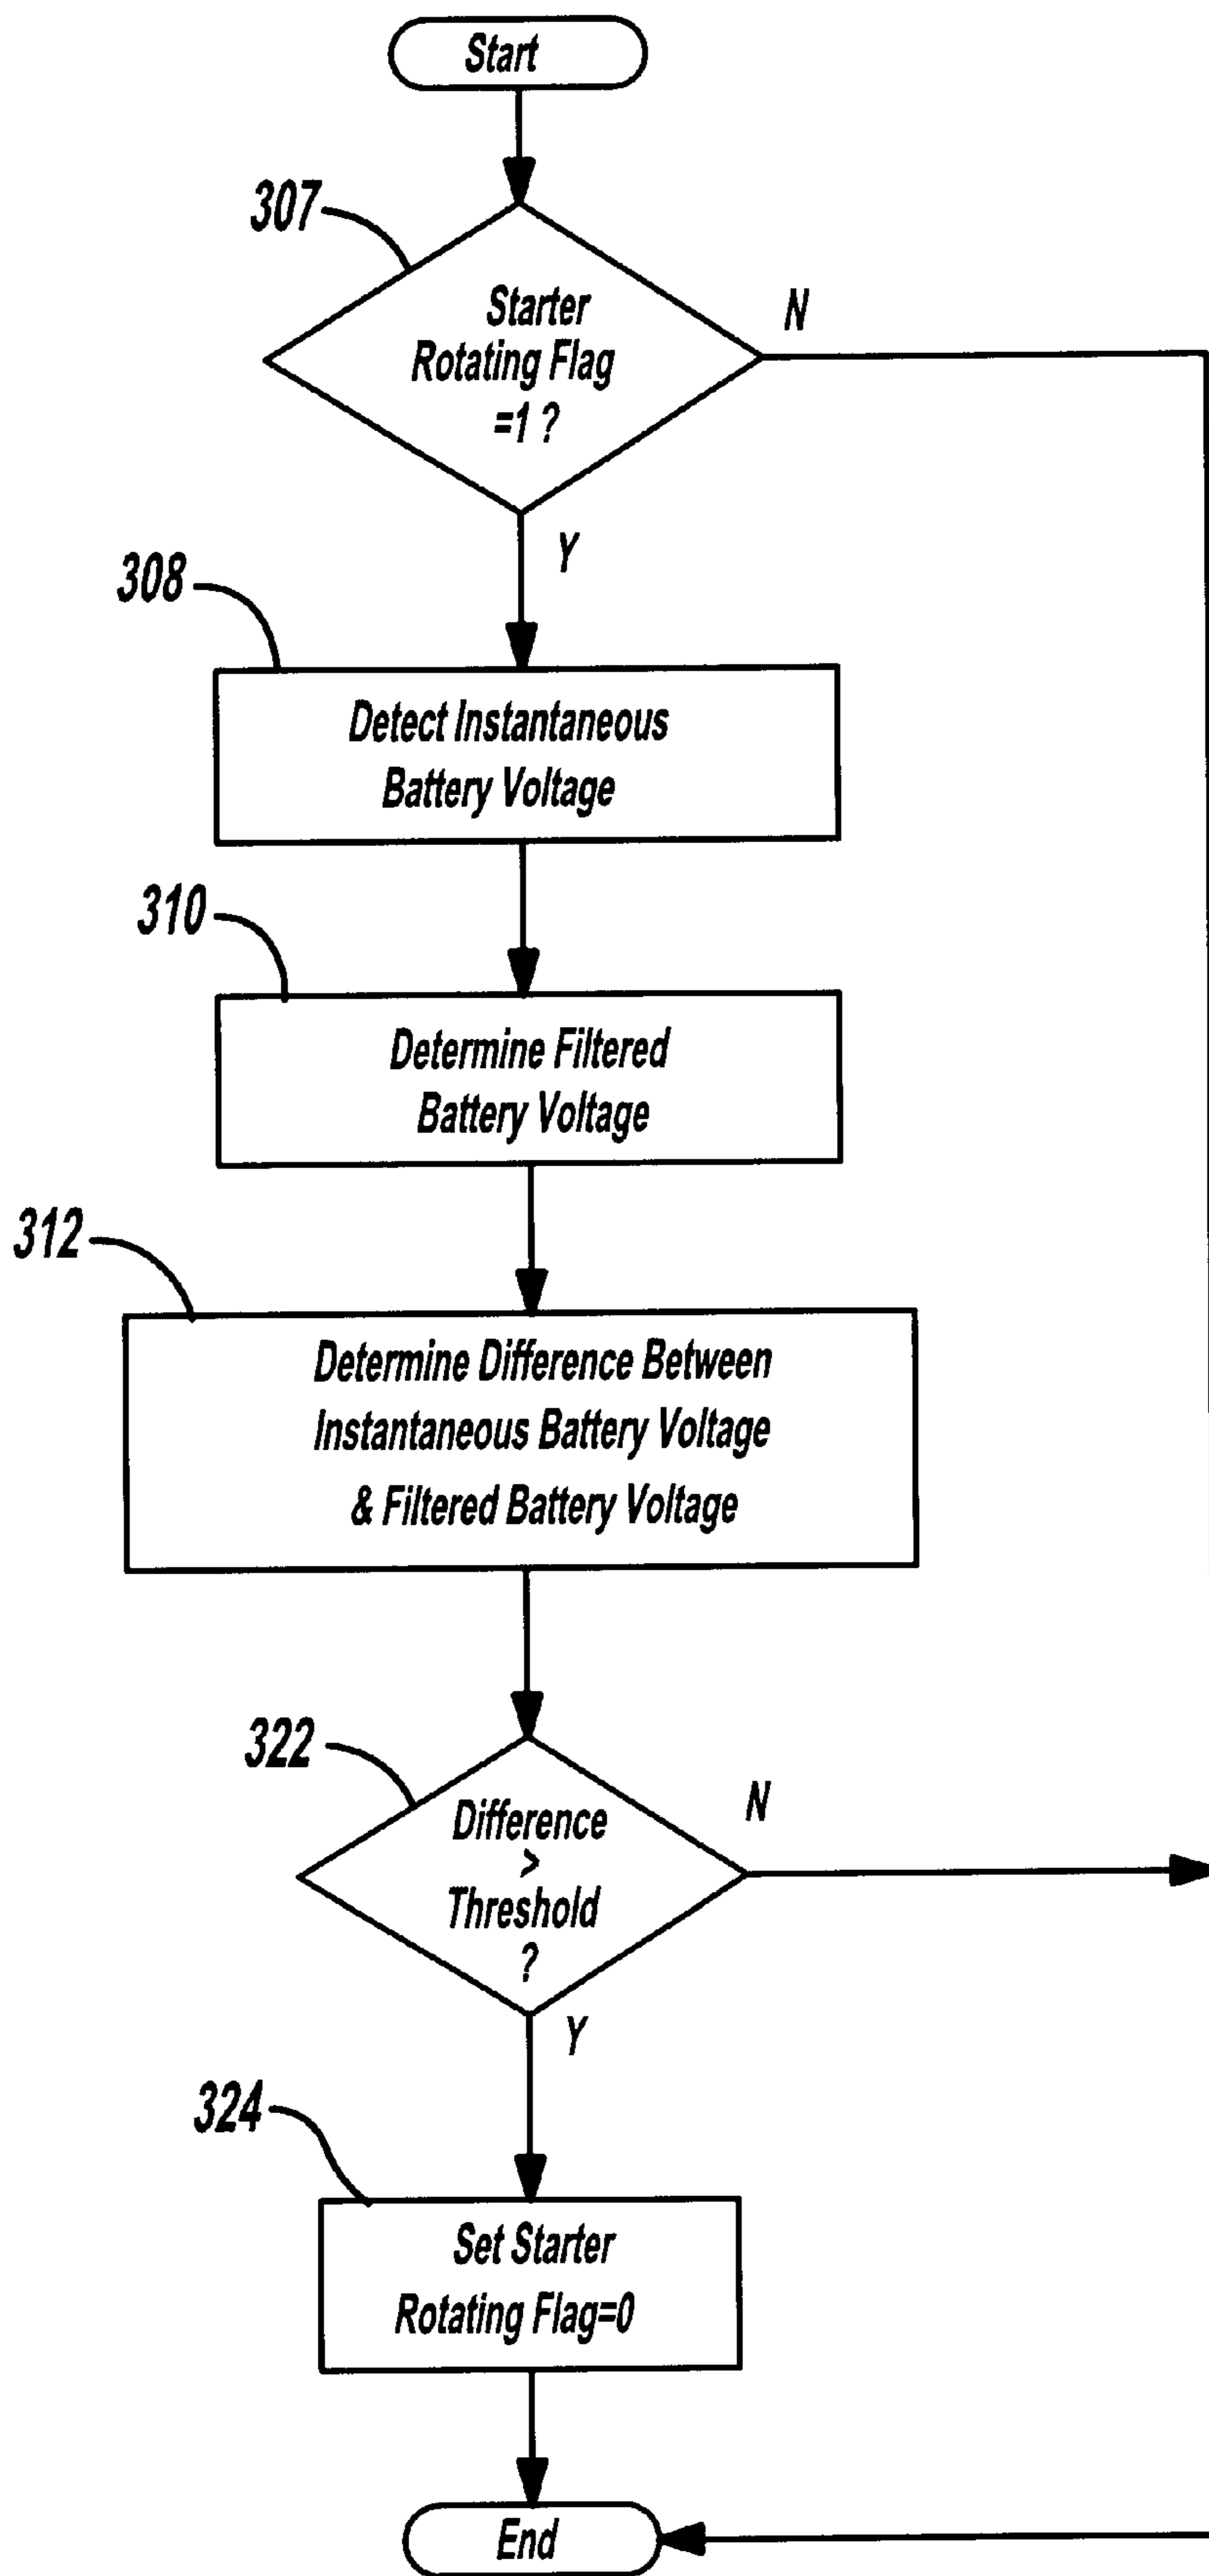 Start
307
Starter
Rotating Flag
=1 ?
N
Y
308
Detect Instantaneous
Battery Voltage
310
Determine Filtered
Battery Voltage
312
Determine Difference Between
Instantaneous Battery Voltage
& Filtered Battery Voltage
322
Difference
>
Threshold
?
N
Y
324
Set Starter
Rotating Flag=0
End